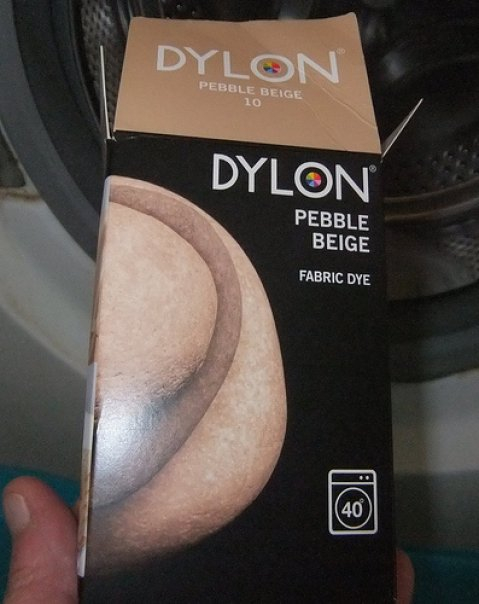 DYLON®
PEBBLE BEIGE
10
DYLON®
PEBBLE
BEIGE
FABRIC DYE
40°